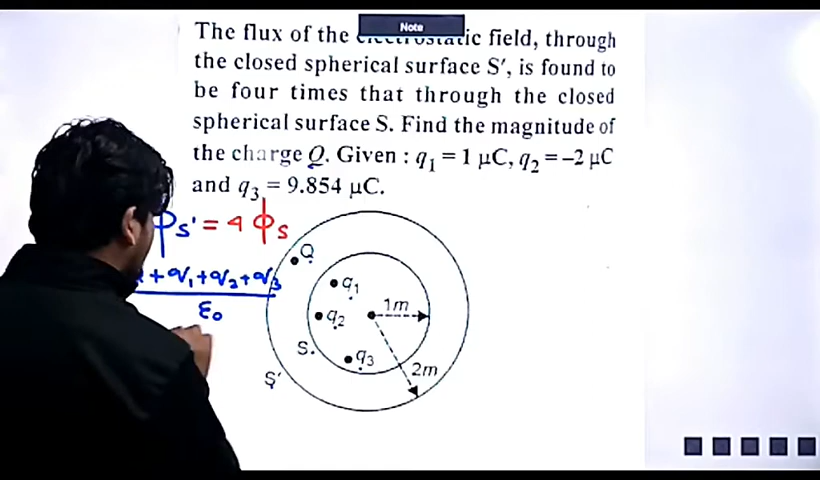 Note
The flux of the electrostatic field, through
the closed spherical surface S′, is found to
be four times that through the closed
spherical surface S. Find the magnitude of
the charge Q. Given : q₁ = 1 μC, q₂ = –2 μC
and q₃ = 9.854 μC.
ϕs' = 4 ϕs
+ q₁ + q₂ + q₃
ε₀
Q
q₁
1m
q₂
S
q₃
2m
S′